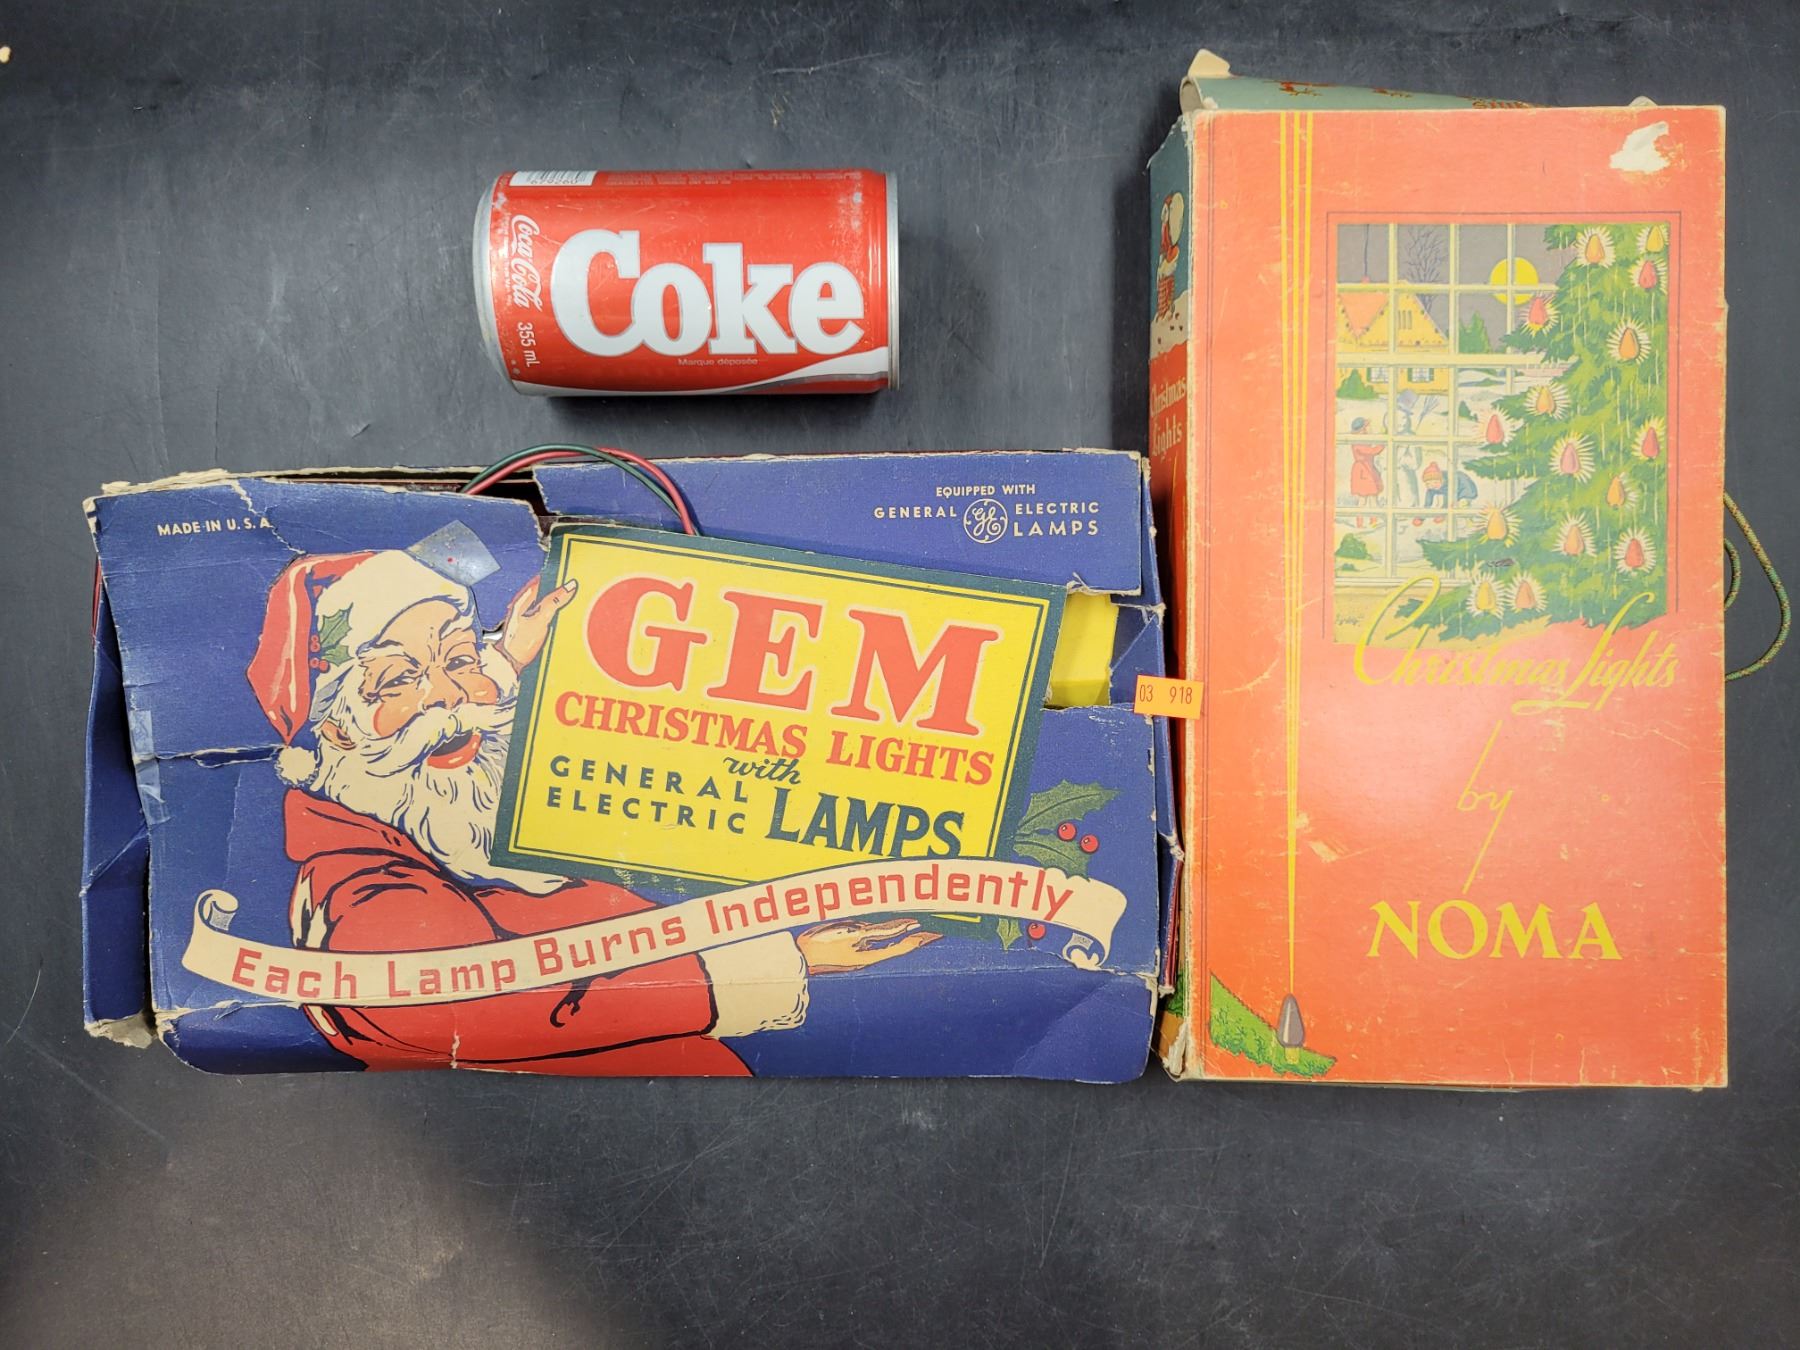 Coca-Cola 355 mL
Coke
Marque déposée
MADE IN U.S.A.
EQUIPPED WITH
GENERAL GE ELECTRIC
LAMPS
GEM
CHRISTMAS LIGHTS
with
GENERAL
ELECTRIC LAMPS
Each Lamp Burns Independently
03 918
Christmas
Lights
Christmas Lights
by
NOMA